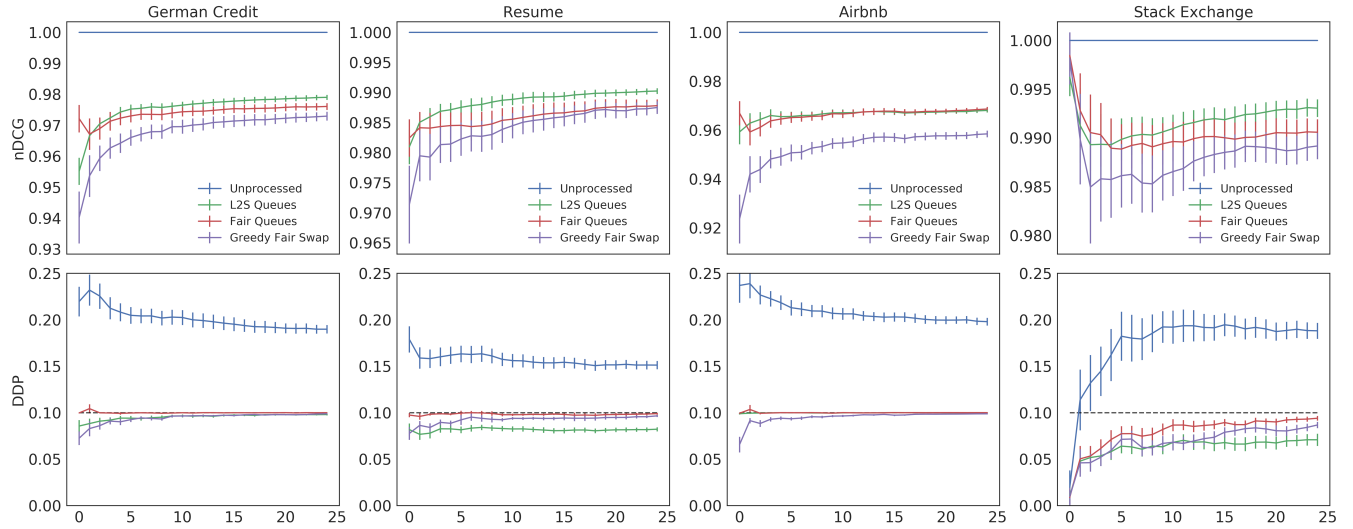 German Credit
Resume
Airbnb
Stack Exchange
nDCG
1.00
0.99
0.98
0.97
0.96
0.95
0.94
0.93
Unprocessed
L2S Queues
Fair Queues
Greedy Fair Swap
1.000
0.995
0.990
0.985
0.980
0.975
0.970
0.965
Unprocessed
L2S Queues
Fair Queues
Greedy Fair Swap
1.00
0.98
0.96
0.94
0.92
Unprocessed
L2S Queues
Fair Queues
Greedy Fair Swap
1.000
0.995
0.990
0.985
0.980
Unprocessed
L2S Queues
Fair Queues
Greedy Fair Swap
DDP
0.25
0.20
0.15
0.10
0.05
0.00
0 5 10 15 20 25
0.25
0.20
0.15
0.10
0.05
0.00
0 5 10 15 20 25
0.25
0.20
0.15
0.10
0.05
0.00
0 5 10 15 20 25
0.25
0.20
0.15
0.10
0.05
0.00
0 5 10 15 20 25